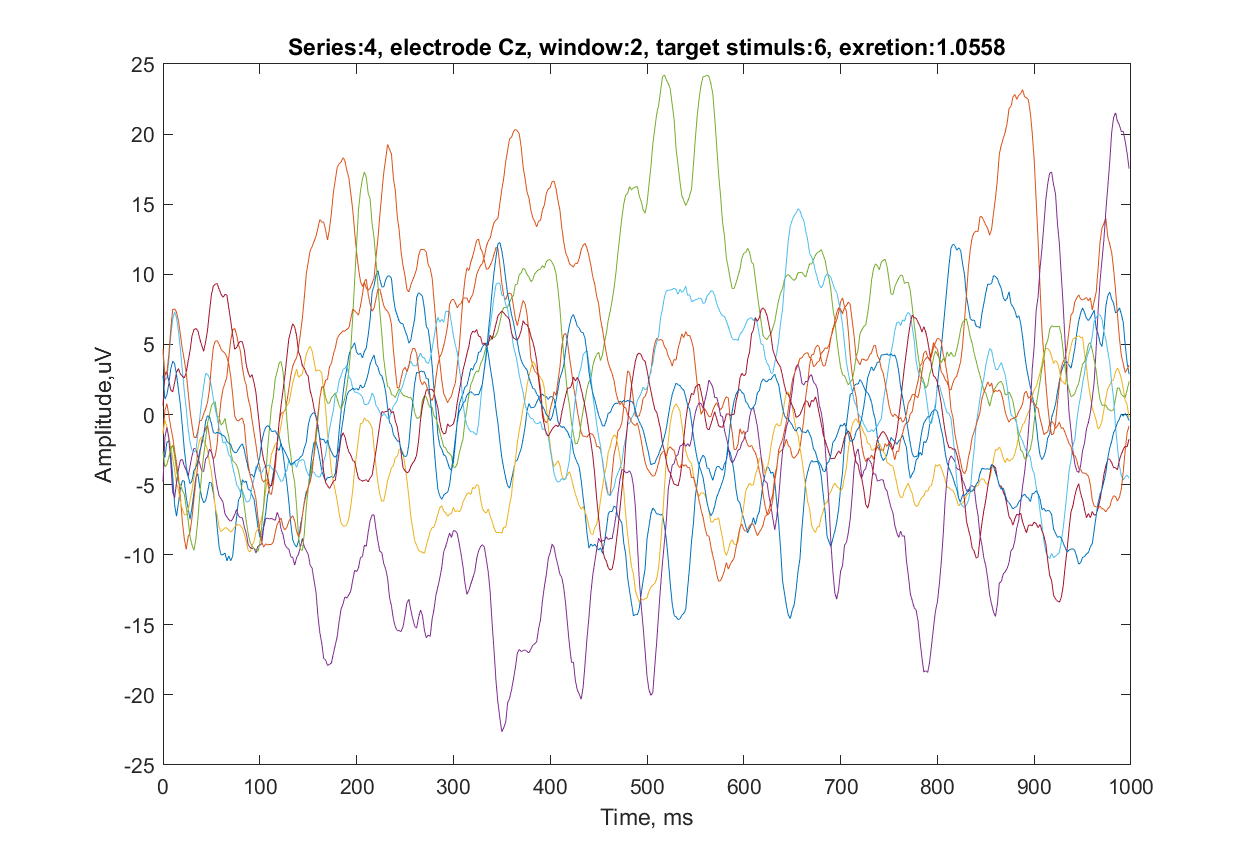 Series:4, electrode Cz, window:2, target stimuls:6, exretion:1.0558
25
20
15
10
5
0
-5
-10
-15
-20
-25
Amplitude,uV
0 100 200 300 400 500 600 700 800 900 1000
Time, ms